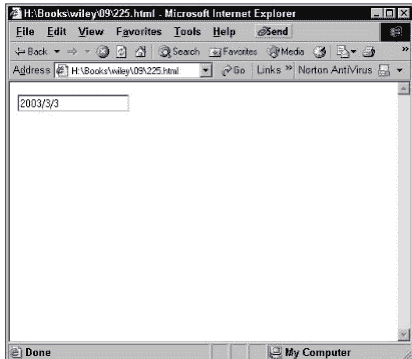 H:\Books\wiley\09\225.html - Microsoft Internet Explorer
File Edit View Favorites Tools Help Send
Back Search Favorites Media »
Address H:\Books\wiley\09\225.html Go Links » Norton AntiVirus
2003/3/3
Done My Computer